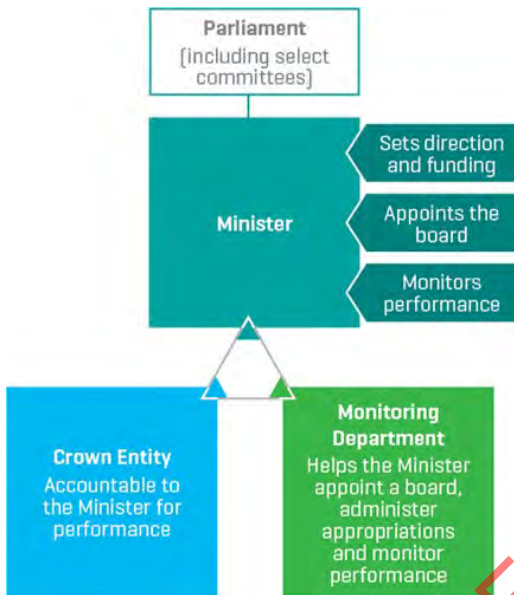 Parliament
(including select
committees)
Minister
Sets direction
and funding
Appoints the
board
Monitors
performance
Crown Entity
Accountable to
the Minister for
performance
Monitoring
Department
Helps the Minister
appoint a board,
administer
appropriations
and monitor
performance